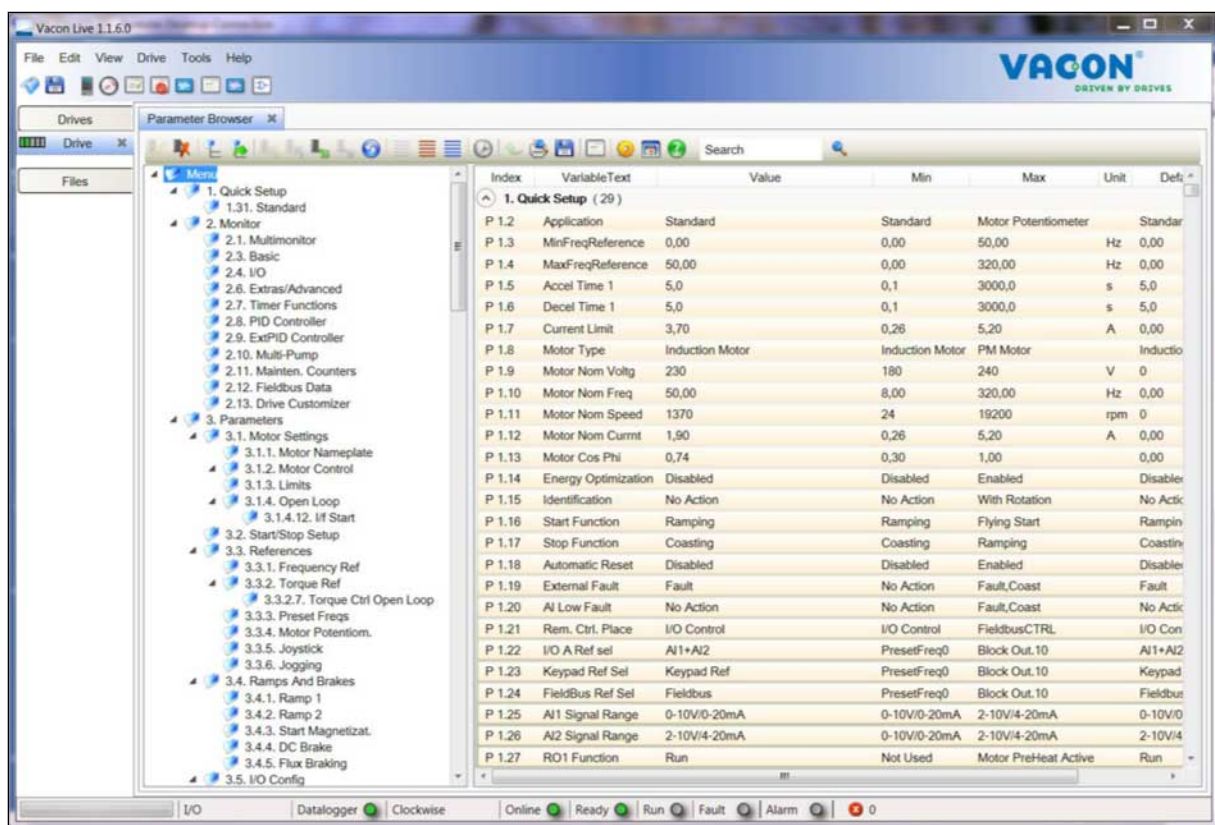 Vacon Live 1.1.6.0
File Edit View Drive Tools Help
VACON®
DRIVEN BY DRIVES
Drives
Drive
Files
Parameter Browser
Search
Menu
1. Quick Setup
1.31. Standard
2. Monitor
2.1. Multimonitor
2.3. Basic
2.4. I/O
2.6. Extras/Advanced
2.7. Timer Functions
2.8. PID Controller
2.9. ExtPID Controller
2.10. Multi-Pump
2.11. Mainten. Counters
2.12. Fieldbus Data
2.13. Drive Customizer
3. Parameters
3.1. Motor Settings
3.1.1. Motor Nameplate
3.1.2. Motor Control
3.1.3. Limits
3.1.4. Open Loop
3.1.4.12. I/f Start
3.2. Start/Stop Setup
3.3. References
3.3.1. Frequency Ref
3.3.2. Torque Ref
3.3.2.7. Torque Ctrl Open Loop
3.3.3. Preset Freqs
3.3.4. Motor Potentiom.
3.3.5. Joystick
3.3.6. Jogging
3.4. Ramps And Brakes
3.4.1. Ramp 1
3.4.2. Ramp 2
3.4.3. Start Magnetizat.
3.4.4. DC Brake
3.4.5. Flux Braking
3.5. I/O Config
Index VariableText Value Min Max Unit Defa
1. Quick Setup (29)
P 1.2 Application Standard Standard Motor Potentiometer Standar
P 1.3 MinFreqReference 0,00 0,00 50,00 Hz 0,00
P 1.4 MaxFreqReference 50,00 0,00 320,00 Hz 0,00
P 1.5 Accel Time 1 5,0 0,1 3000,0 s 5,0
P 1.6 Decel Time 1 5,0 0,1 3000,0 s 5,0
P 1.7 Current Limit 3,70 0,26 5,20 A 0,00
P 1.8 Motor Type Induction Motor Induction Motor PM Motor Inductio
P 1.9 Motor Nom Voltg 230 180 240 V 0
P 1.10 Motor Nom Freq 50,00 8,00 320,00 Hz 0,00
P 1.11 Motor Nom Speed 1370 24 19200 rpm 0
P 1.12 Motor Nom Currnt 1,90 0,26 5,20 A 0,00
P 1.13 Motor Cos Phi 0,74 0,30 1,00 0,00
P 1.14 Energy Optimization Disabled Disabled Enabled Disable
P 1.15 Identification No Action No Action With Rotation No Actic
P 1.16 Start Function Ramping Ramping Flying Start Rampin
P 1.17 Stop Function Coasting Coasting Ramping Coastin
P 1.18 Automatic Reset Disabled Disabled Enabled Disable
P 1.19 External Fault Fault No Action Fault,Coast Fault
P 1.20 AI Low Fault No Action No Action Fault,Coast No Actic
P 1.21 Rem. Ctrl. Place I/O Control I/O Control FieldbusCTRL I/O Con
P 1.22 I/O A Ref sel AI1+AI2 PresetFreq0 Block Out.10 AI1+AI2
P 1.23 Keypad Ref Sel Keypad Ref PresetFreq0 Block Out.10 Keypad
P 1.24 FieldBus Ref Sel Fieldbus PresetFreq0 Block Out.10 Fieldbus
P 1.25 AI1 Signal Range 0-10V/0-20mA 0-10V/0-20mA 2-10V/4-20mA 0-10V/0
P 1.26 AI2 Signal Range 2-10V/4-20mA 0-10V/0-20mA 2-10V/4-20mA 2-10V/4
P 1.27 RO1 Function Run Not Used Motor PreHeat Active Run
I/O Datalogger Clockwise Online Ready Run Fault Alarm 0